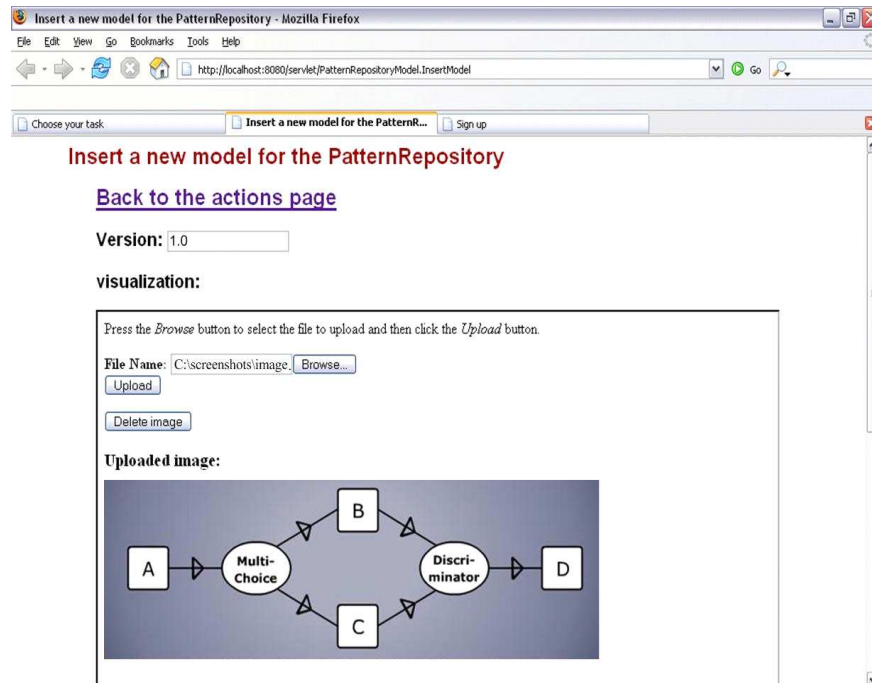 Insert a new model for the PatternRepository - Mozilla Firefox
File Edit View Go Bookmarks Tools Help
http://localhost:8080/servlet/PatternRepositoryModel.InsertModel Go
Choose your task Insert a new model for the PatternR... Sign up
Insert a new model for the PatternRepository
Back to the actions page
Version: 1.0
visualization:
Press the Browse button to select the file to upload and then click the Upload button.
File Name: C:\screenshots\image. Browse...
Upload
Delete image
Uploaded image:
B
A
Multi-
Choice
Discri-
minator
D
C